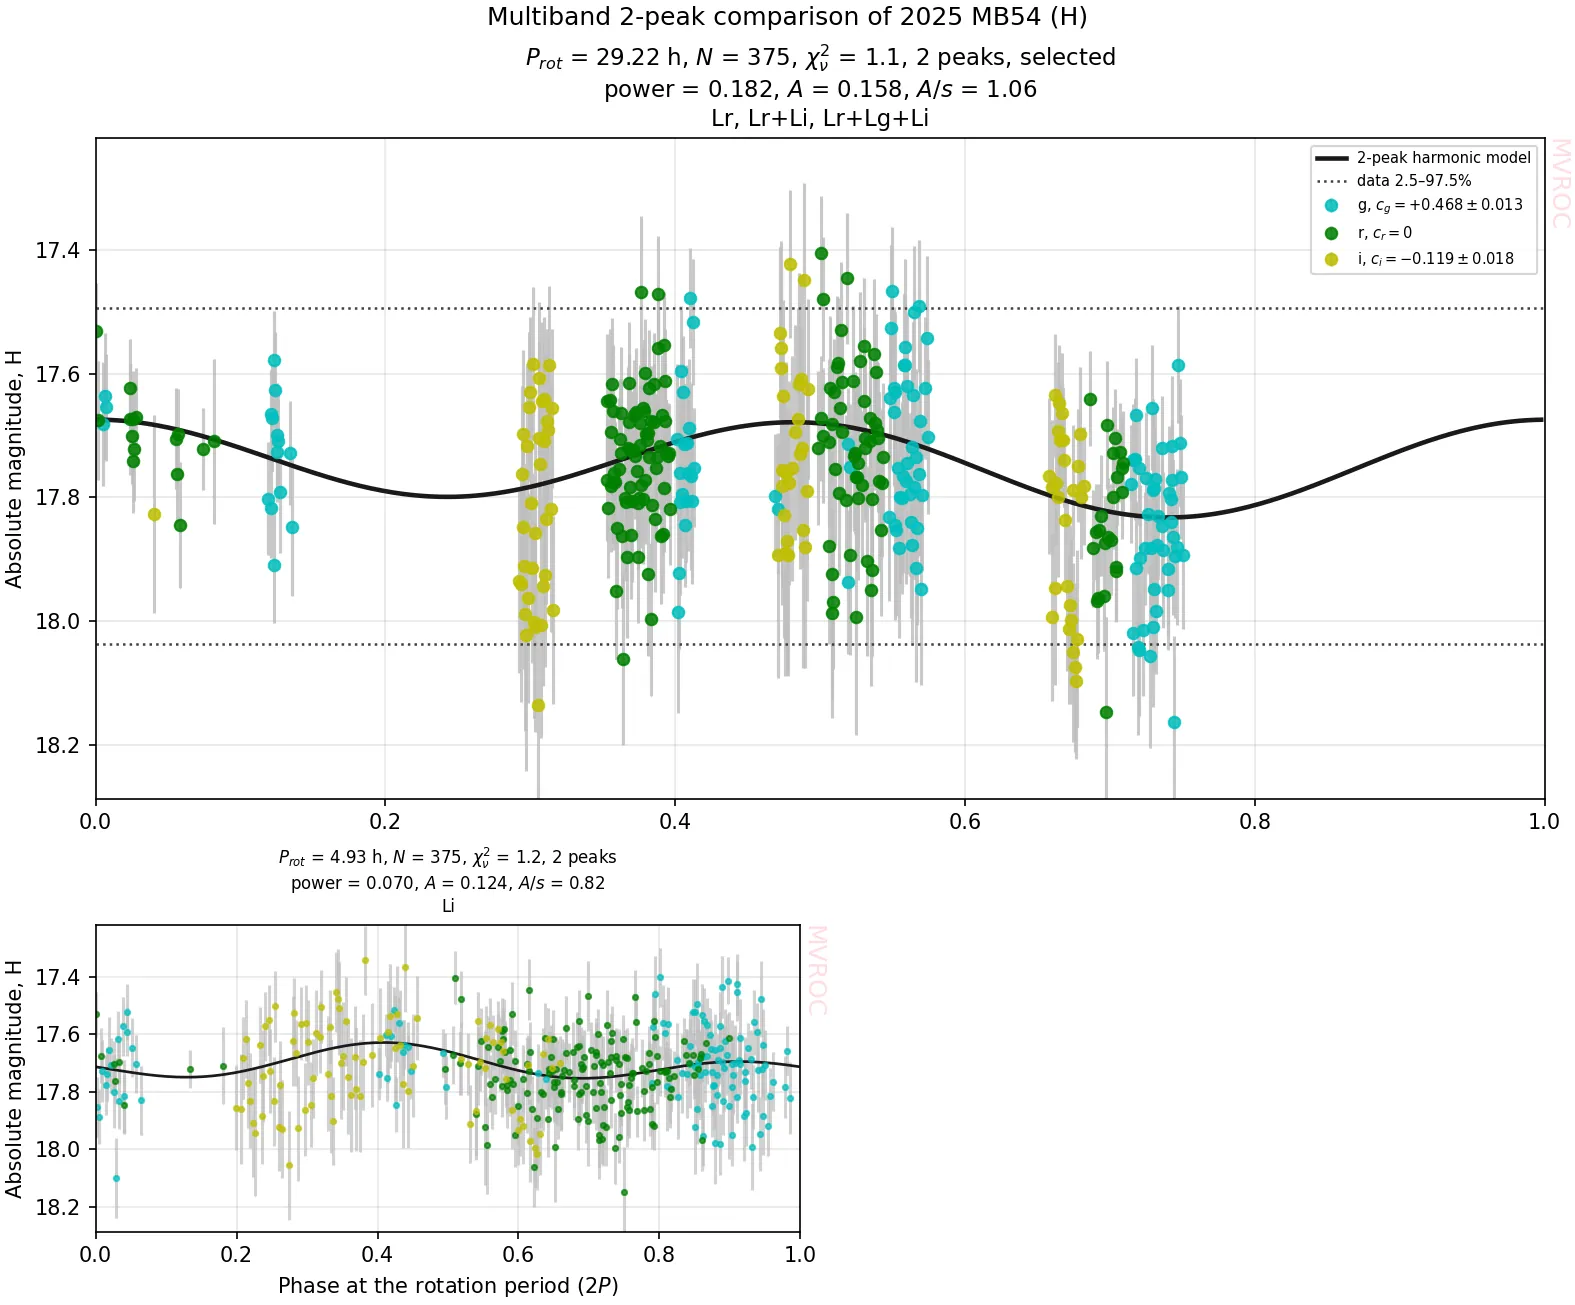 Multiband 2-peak comparison of 2025 MB54 (H)
P_rot = 29.22 h, N = 375, χ²_ν = 1.1, 2 peaks, selected
power = 0.182, A = 0.158, A/s = 1.06
Lr, Lr+Li, Lr+Lg+Li
2-peak harmonic model
data 2.5–97.5%
g, c_g = +0.468 ± 0.013
r, c_r = 0
i, c_i = −0.119 ± 0.018
MVROC
Absolute magnitude, H
17.4
17.6
17.8
18.0
18.2
0.0 0.2 0.4 0.6 0.8 1.0
P_rot = 4.93 h, N = 375, χ²_ν = 1.2, 2 peaks
power = 0.070, A = 0.124, A/s = 0.82
Li
MVROC
Absolute magnitude, H
17.4
17.6
17.8
18.0
18.2
0.0 0.2 0.4 0.6 0.8 1.0
Phase at the rotation period (2P)